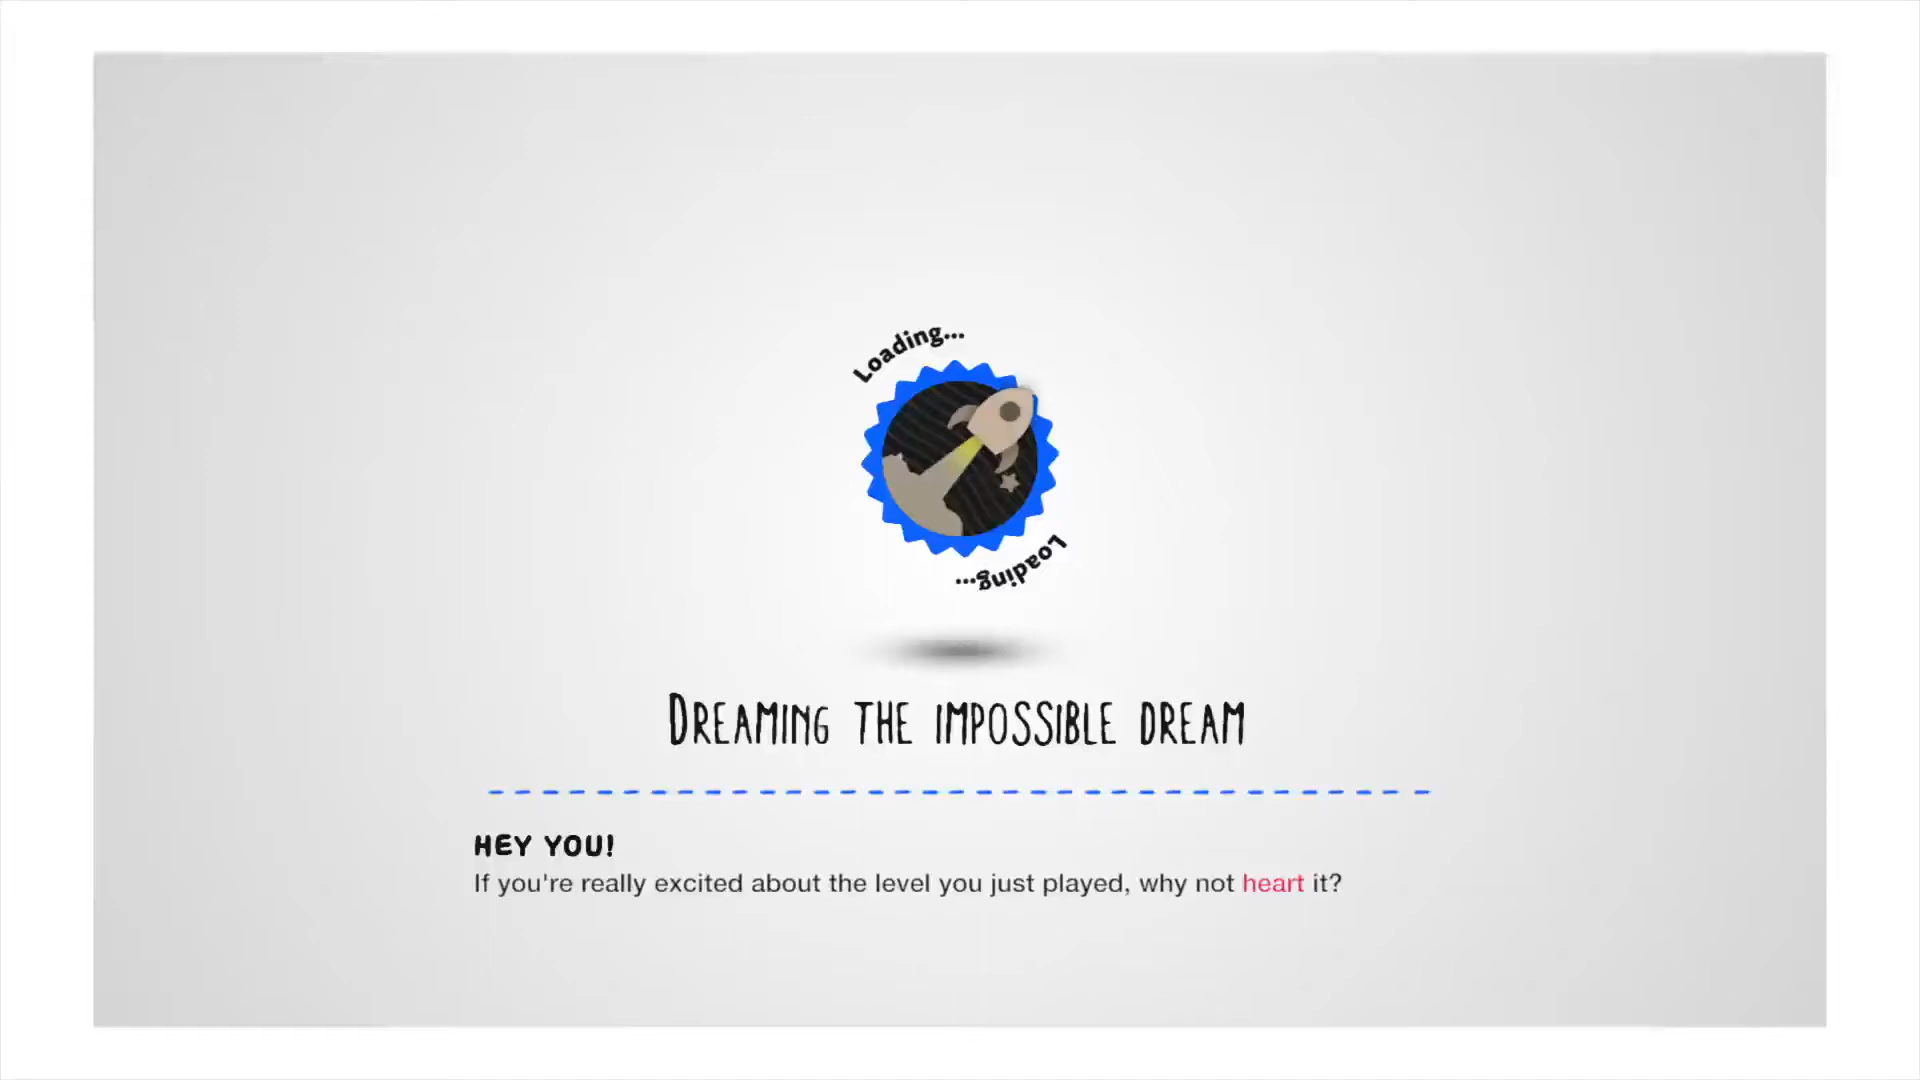 Loading...
Loading...
DREAMING THE IMPOSSIBLE DREAM
HEY YOU!
If you're really excited about the level you just played, why not heart it?